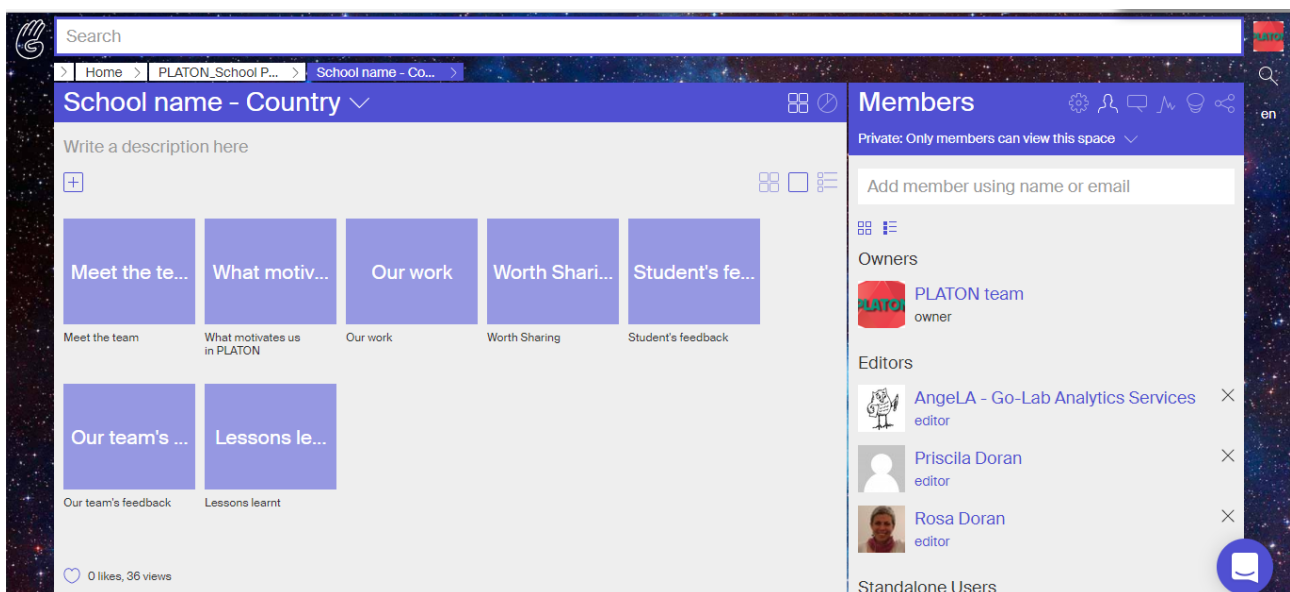 Search
PLATON
Home > PLATON_School P... > School name - Co... >
en
School name - Country
Write a description here
Meet the te...
What motiv...
Our work
Worth Shari...
Student's fe...
Meet the team
What motivates us
in PLATON
Our work
Worth Sharing
Student's feedback
Our team's ...
Lessons le...
Our team's feedback
Lessons learnt
0 likes, 36 views
Members
Private: Only members can view this space
Add member using name or email
Owners
PLATON
PLATON team
owner
Editors
AngeLA - Go-Lab Analytics Services
editor
Priscila Doran
editor
Rosa Doran
editor
Standalone Users